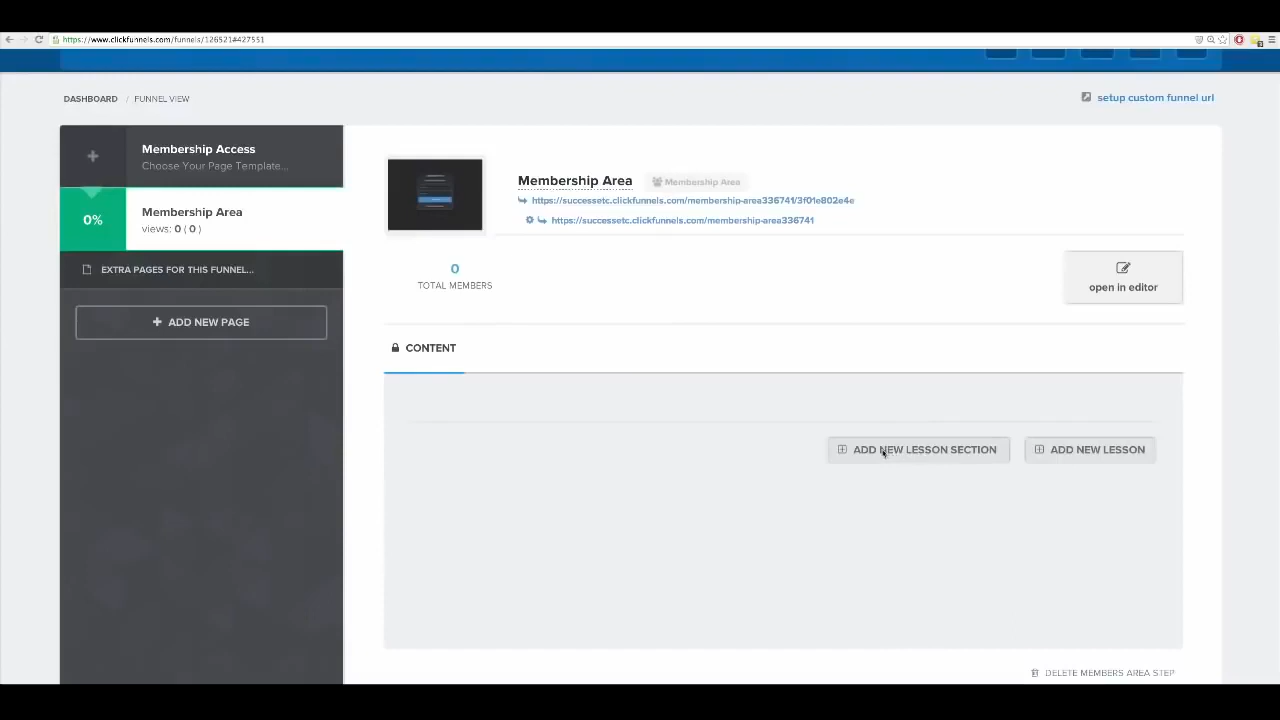 https://www.clickfunnels.com/funnels/126521#427551
DASHBOARD / FUNNEL VIEW
setup custom funnel url
Membership Access
Choose Your Page Template...
0%
Membership Area
views: 0 ( 0 )
EXTRA PAGES FOR THIS FUNNEL...
+ ADD NEW PAGE
Membership Area
Membership Area
https://successetc.clickfunnels.com/membership-area336741/3f01e802e4e
https://successetc.clickfunnels.com/membership-area336741
0
TOTAL MEMBERS
open in editor
CONTENT
ADD NEW LESSON SECTION
ADD NEW LESSON
DELETE MEMBERS AREA STEP